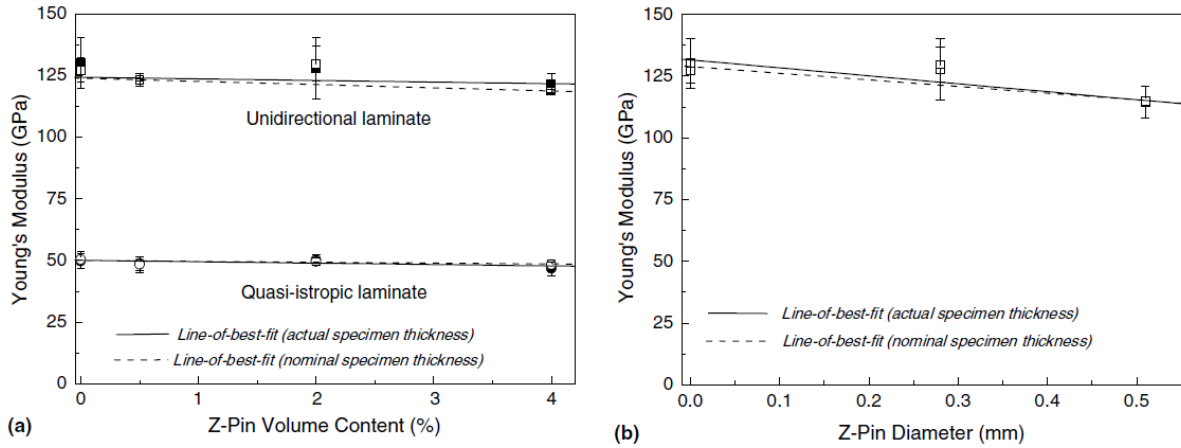 150
125
100
75
50
25
0
Young's Modulus (GPa)
Unidirectional laminate
Quasi-istropic laminate
Line-of-best-fit (actual specimen thickness)
Line-of-best-fit (nominal specimen thickness)
0 1 2 3 4
(a) Z-Pin Volume Content (%)
150
125
100
75
50
25
0
Young's Modulus (GPa)
Line-of-best-fit (actual specimen thickness)
Line-of-best-fit (nominal specimen thickness)
0.0 0.1 0.2 0.3 0.4 0.5
(b) Z-Pin Diameter (mm)